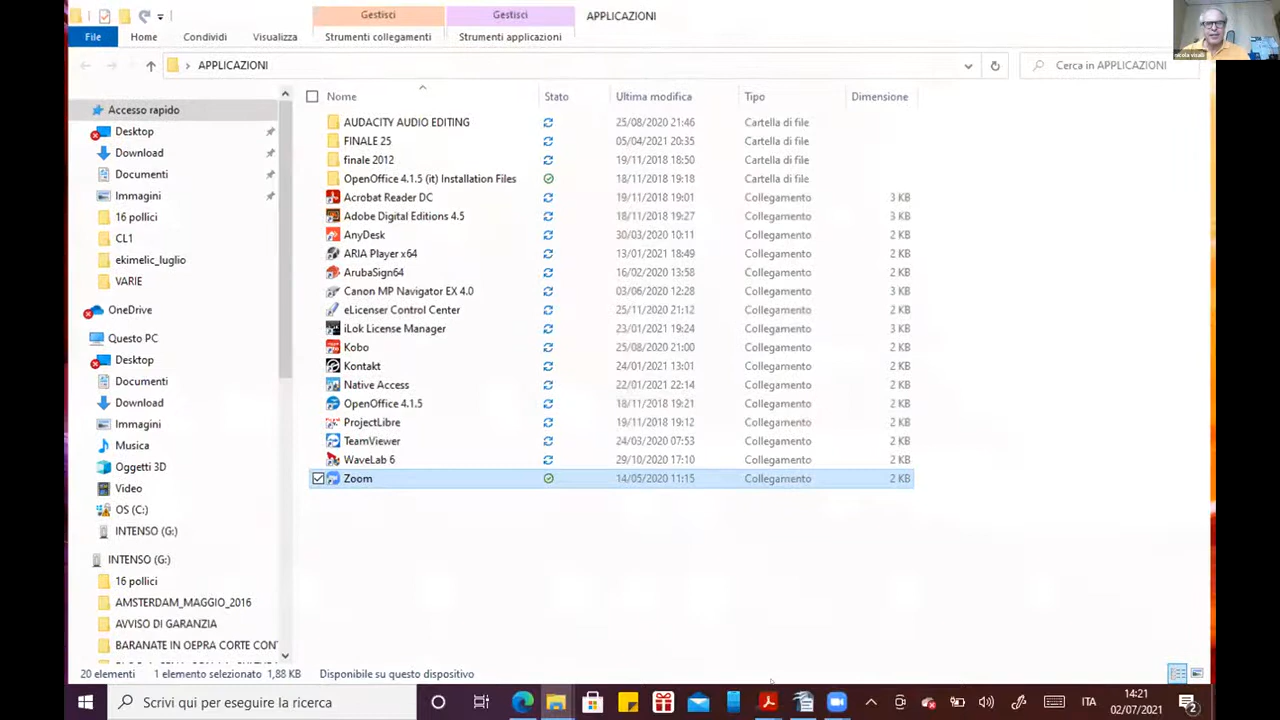 Gestisci Gestisci APPLICAZIONI
File Home Condividi Visualizza Strumenti collegamenti Strumenti applicazioni
APPLICAZIONI Cerca in APPLICAZIONI
Nome Stato Ultima modifica Tipo Dimensione
Accesso rapido
Desktop
Download
Documenti
Immagini
16 pollici
CL1
ekimelic_luglio
VARIE
OneDrive
Questo PC
Desktop
Documenti
Download
Immagini
Musica
Oggetti 3D
Video
OS (C:)
INTENSO (G:)
INTENSO (G:)
16 pollici
AMSTERDAM_MAGGIO_2016
AVVISO DI GARANZIA
BARANATE IN OEPRA CORTE CONT
AUDACITY AUDIO EDITING 25/08/2020 21:46 Cartella di file
FINALE 25 05/04/2021 20:35 Cartella di file
finale 2012 19/11/2018 18:50 Cartella di file
OpenOffice 4.1.5 (it) Installation Files 18/11/2018 19:18 Cartella di file
Acrobat Reader DC 19/11/2018 19:01 Collegamento 3 KB
Adobe Digital Editions 4.5 18/11/2018 19:27 Collegamento 3 KB
AnyDesk 30/03/2020 10:11 Collegamento 2 KB
ARIA Player x64 13/01/2021 18:49 Collegamento 2 KB
ArubaSign64 16/02/2020 13:58 Collegamento 2 KB
Canon MP Navigator EX 4.0 03/06/2020 12:28 Collegamento 3 KB
eLicenser Control Center 25/11/2020 21:12 Collegamento 2 KB
iLok License Manager 23/01/2021 19:24 Collegamento 3 KB
Kobo 25/08/2020 21:00 Collegamento 2 KB
Kontakt 24/01/2021 13:01 Collegamento 2 KB
Native Access 22/01/2021 22:14 Collegamento 2 KB
OpenOffice 4.1.5 18/11/2018 19:21 Collegamento 2 KB
ProjectLibre 19/11/2018 19:12 Collegamento 2 KB
TeamViewer 24/03/2020 07:53 Collegamento 2 KB
WaveLab 6 29/10/2020 17:10 Collegamento 2 KB
Zoom 14/05/2020 11:15 Collegamento 2 KB
20 elementi 1 elemento selezionato 1,88 KB Disponibile su questo dispositivo
Scrivi qui per eseguire la ricerca ITA 14:21
02/07/2021 2